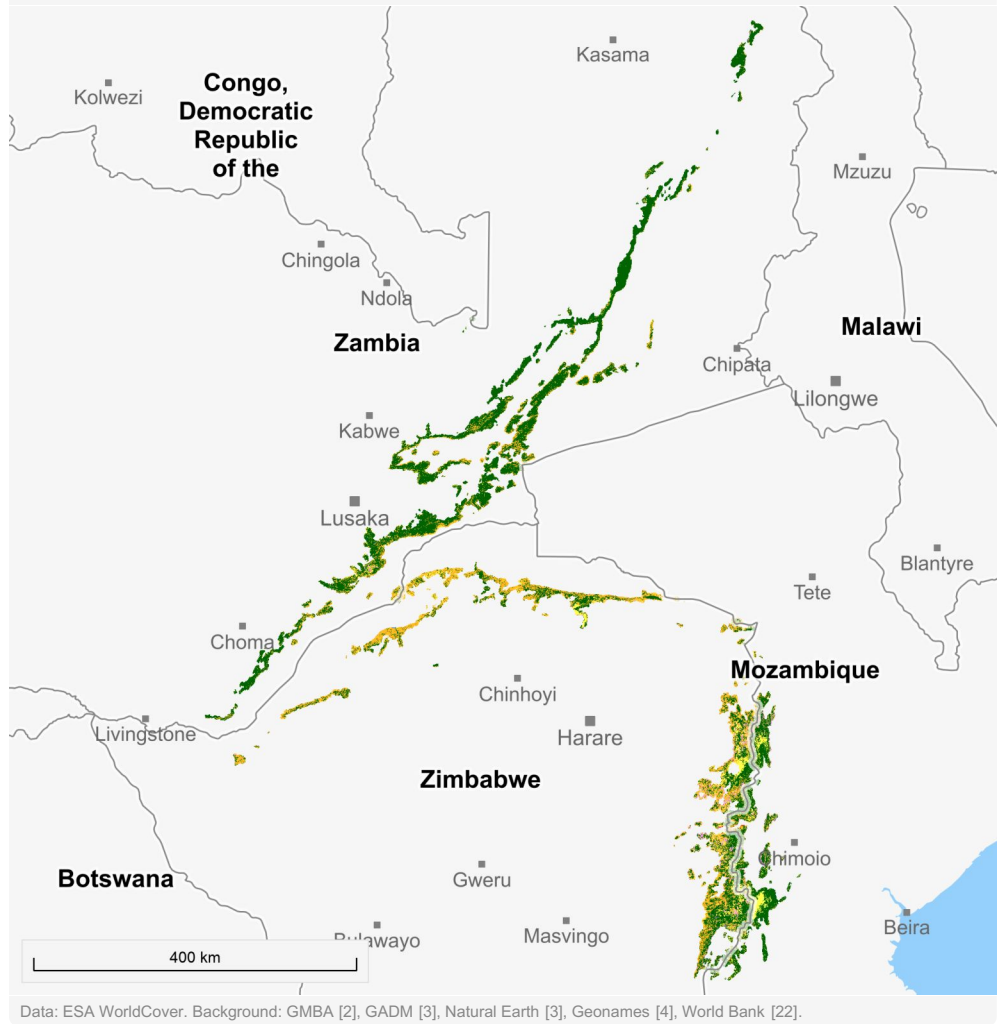 Kasama
Kolwezi
Congo,
Democratic
Republic
of the
Mzuzu
Chingola
Ndola
Zambia
Malawi
Chipata
Lilongwe
Kabwe
Lusaka
Blantyre
Tete
Choma
Mozambique
Chinhoyi
Livingstone
Harare
Zimbabwe
Chimoio
Botswana
Gweru
Masvingo
Beira
Bulawayo
400 km
Data: ESA WorldCover. Background: GMBA [2], GADM [3], Natural Earth [3], Geonames [4], World Bank [22].